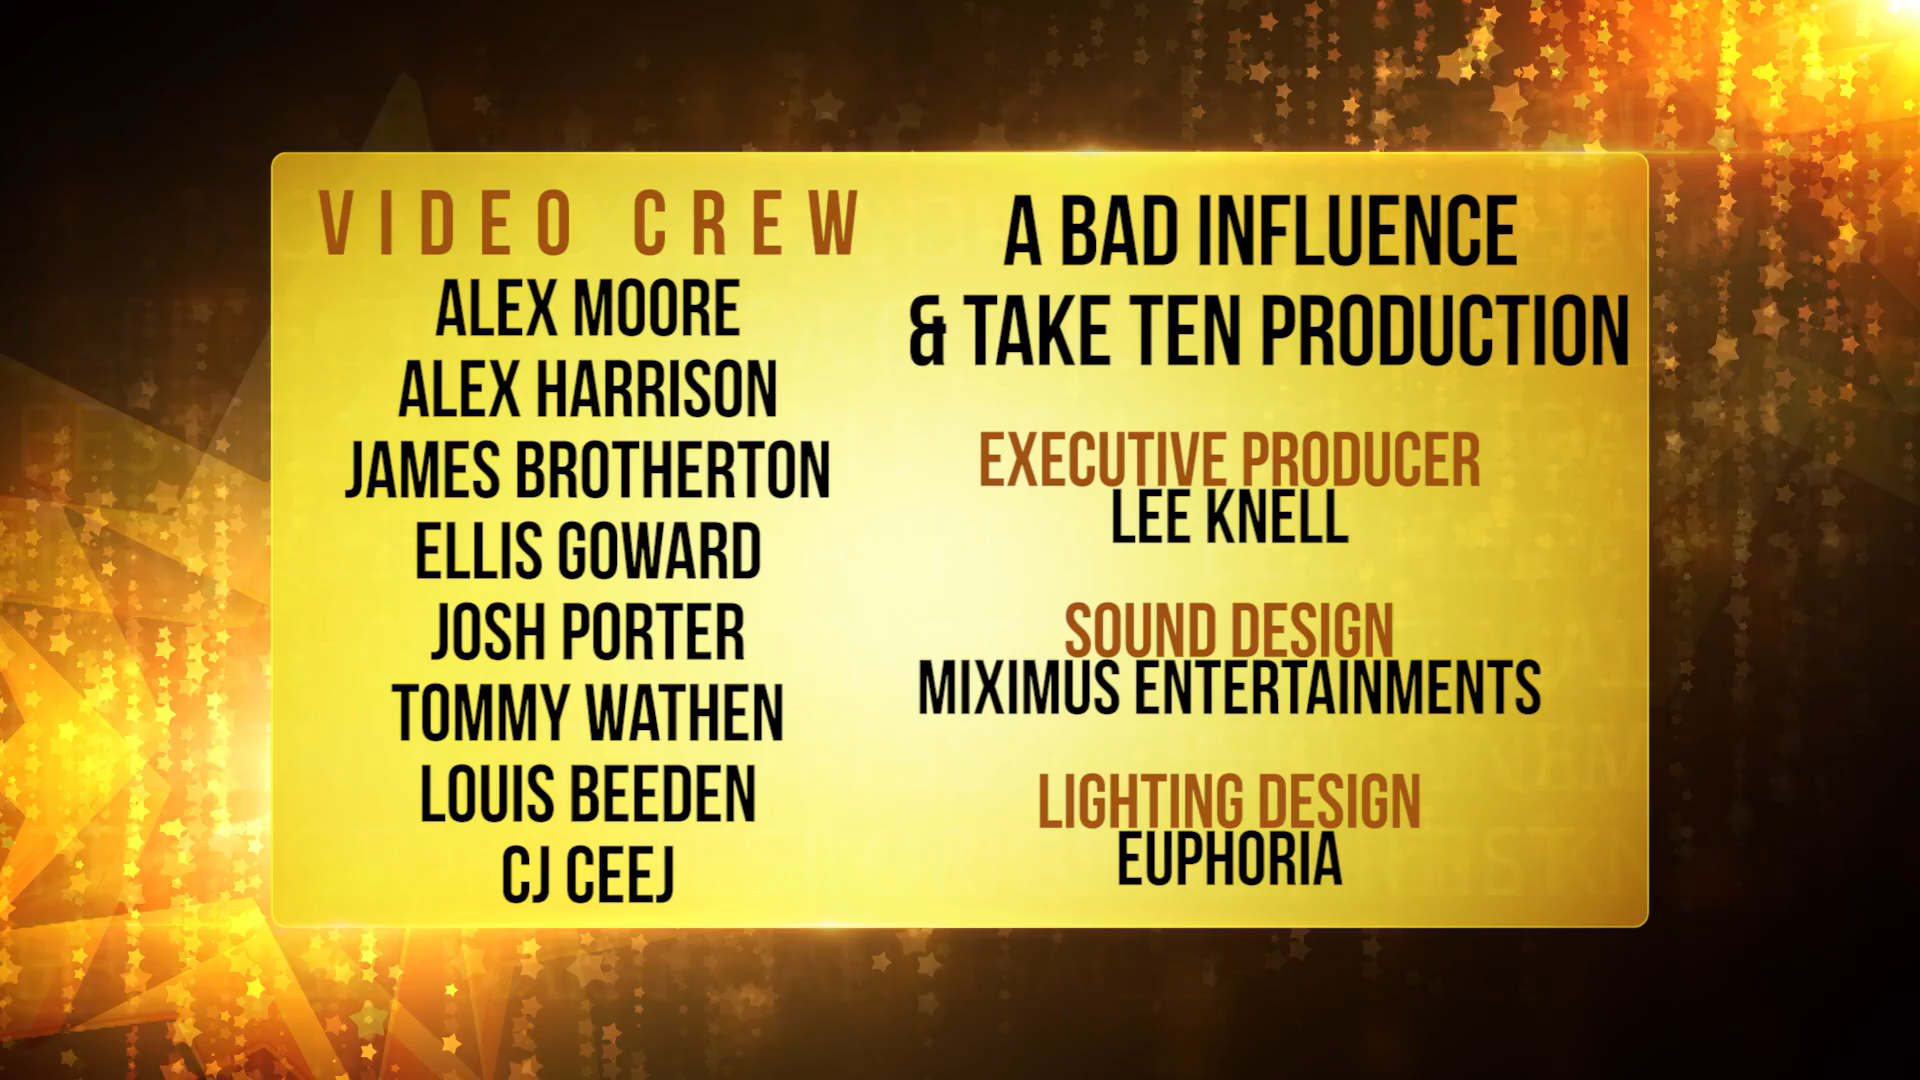 VIDEO CREW
ALEX MOORE
ALEX HARRISON
JAMES BROTHERTON
ELLIS GOWARD
JOSH PORTER
TOMMY WATHEN
LOUIS BEEDEN
CJ CEEJ
A BAD INFLUENCE
& TAKE TEN PRODUCTION
EXECUTIVE PRODUCER
LEE KNELL
SOUND DESIGN
MIXIMUS ENTERTAINMENTS
LIGHTING DESIGN
EUPHORIA